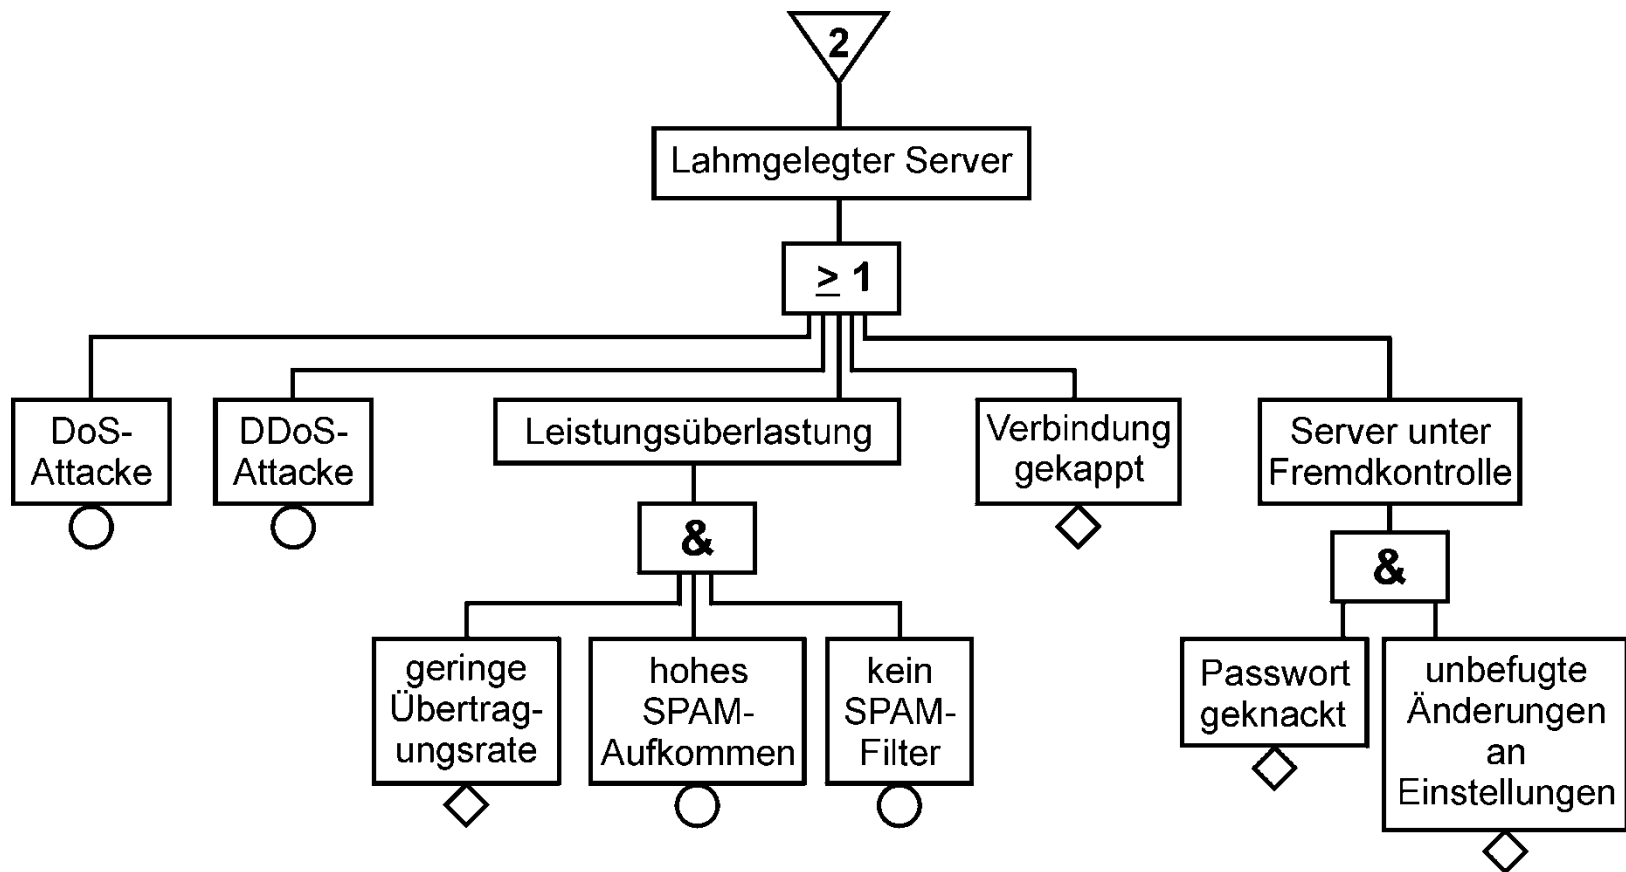 2
Lahmgelegter Server
≥ 1
DoS-
Attacke
DDoS-
Attacke
Leistungsüberlastung
Verbindung
gekappt
Server unter
Fremdkontrolle
&
&
geringe
Übertrag-
ungsrate
hohes
SPAM-
Aufkommen
kein
SPAM-
Filter
Passwort
geknackt
unbefugte
Änderungen
an
Einstellungen